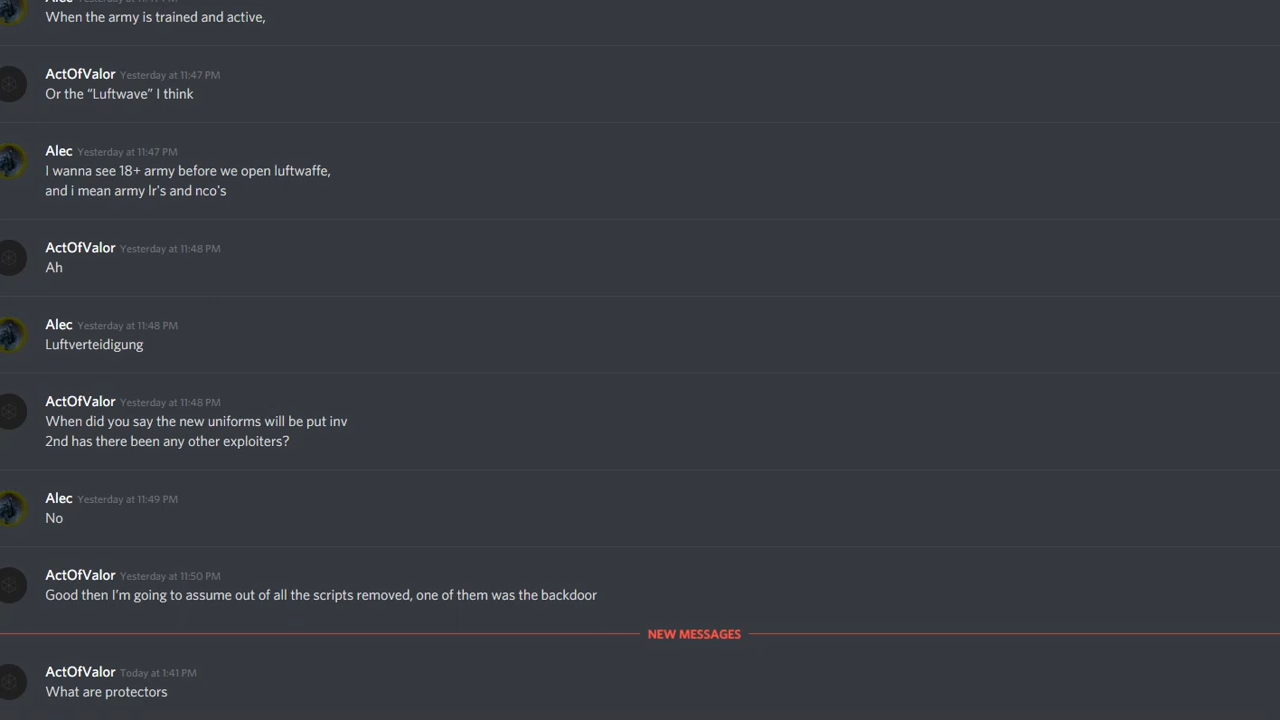 Alec Yesterday at 11:47 PM
When the army is trained and active,
ActOfValor Yesterday at 11:47 PM
Or the “Luftwave” I think
Alec Yesterday at 11:47 PM
I wanna see 18+ army before we open luftwaffe,
and i mean army lr's and nco's
ActOfValor Yesterday at 11:48 PM
Ah
Alec Yesterday at 11:48 PM
Luftverteidigung
ActOfValor Yesterday at 11:48 PM
When did you say the new uniforms will be put inv
2nd has there been any other exploiters?
Alec Yesterday at 11:49 PM
No
ActOfValor Yesterday at 11:50 PM
Good then I’m going to assume out of all the scripts removed, one of them was the backdoor
NEW MESSAGES
ActOfValor Today at 1:41 PM
What are protectors